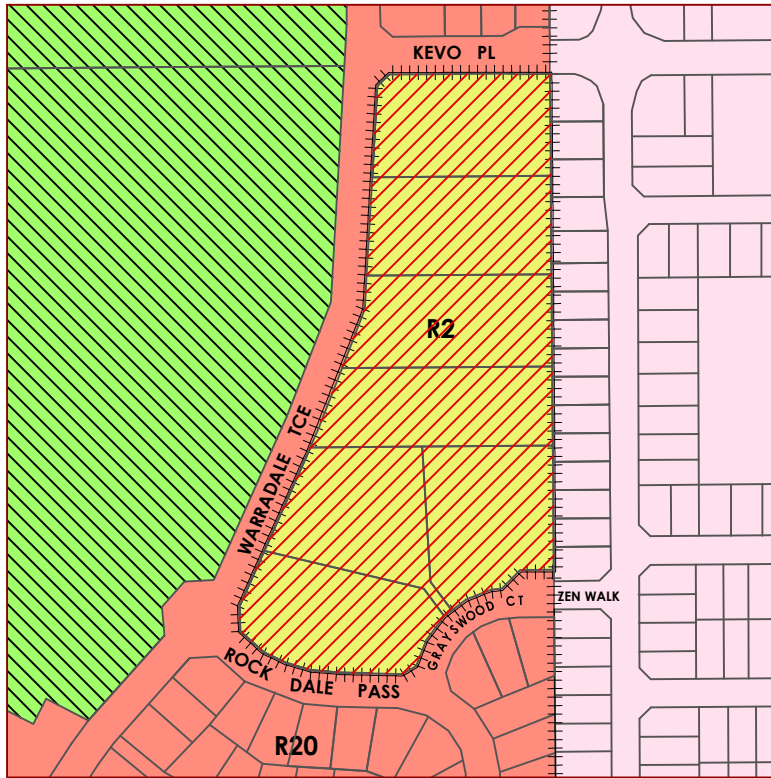 KEVO PL
R2
WARRADALE TCE
ZEN WALK
GRAYSWOOD CT
ROCK DALE PASS
R20